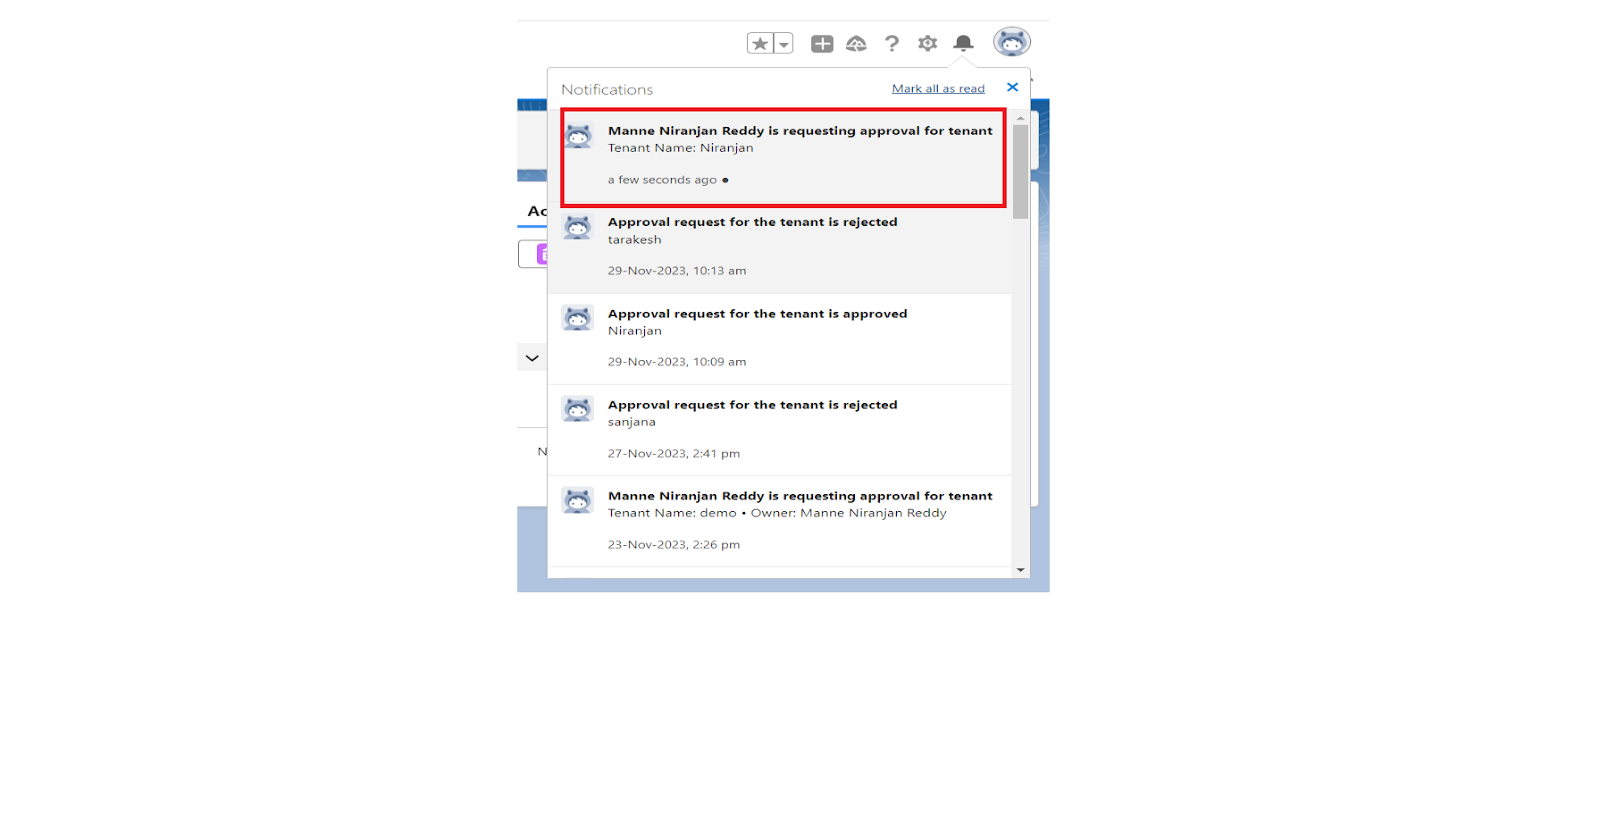 Notifications
Mark all as read
Manne Niranjan Reddy is requesting approval for tenant
Tenant Name: Niranjan
a few seconds ago •
Ac
Approval request for the tenant is rejected
tarakesh
29-Nov-2023, 10:13 am
Approval request for the tenant is approved
Niranjan
29-Nov-2023, 10:09 am
Approval request for the tenant is rejected
sanjana
27-Nov-2023, 2:41 pm
N
Manne Niranjan Reddy is requesting approval for tenant
Tenant Name: demo • Owner: Manne Niranjan Reddy
23-Nov-2023, 2:26 pm